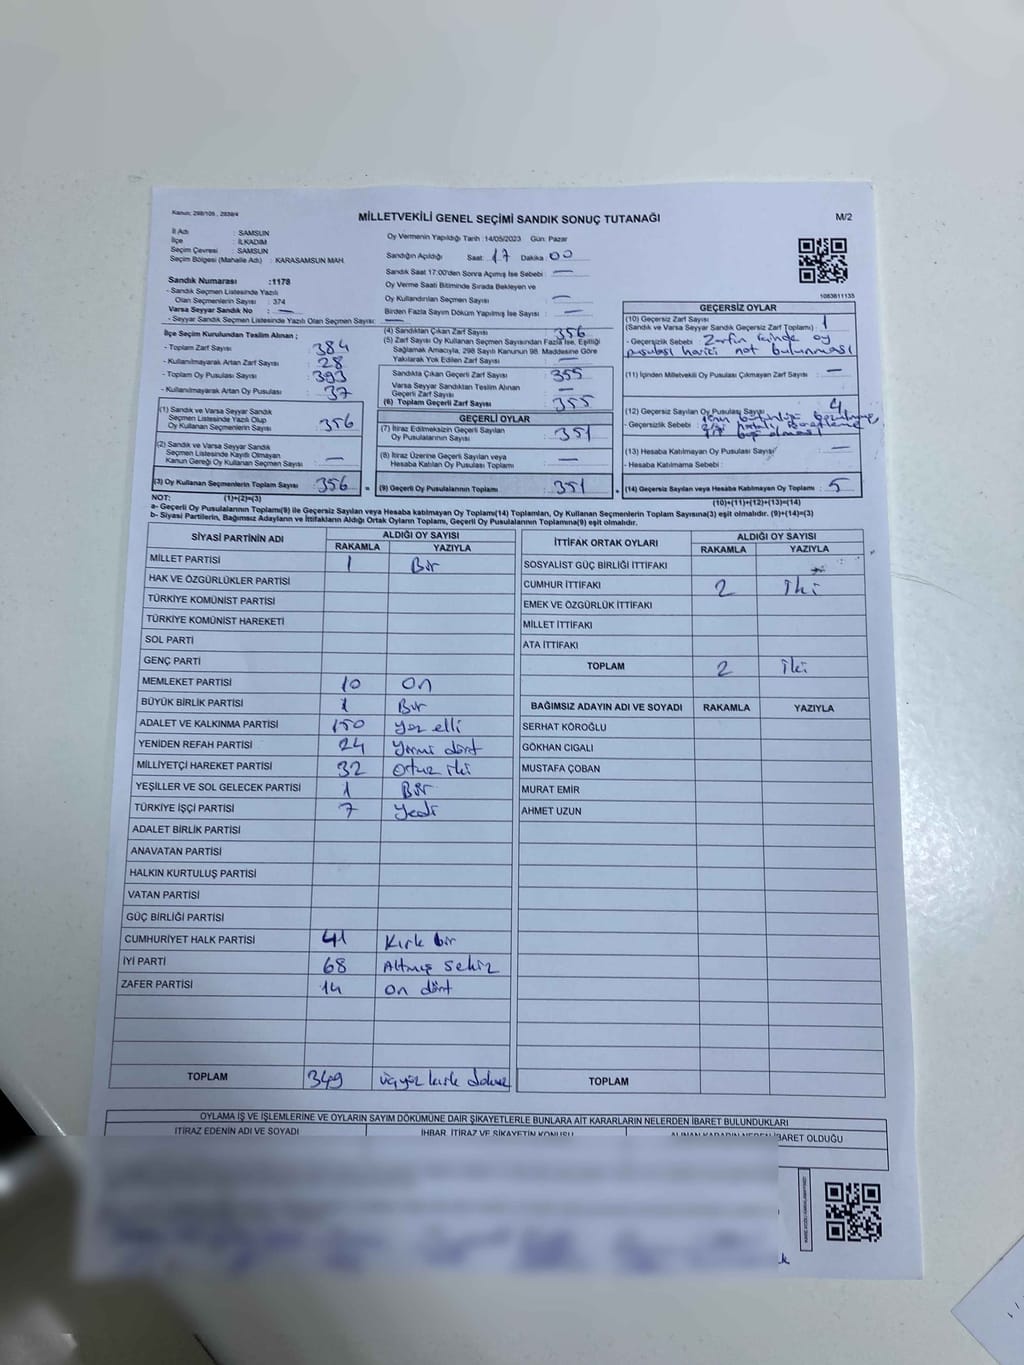 Kanun: 298/105 , 2839/4
MİLLETVEKİLİ GENEL SEÇİMİ SANDIK SONUÇ TUTANAĞI
M/2
İl Adı : SAMSUN
İlçe : İLKADIM
Seçim Çevresi : SAMSUN
Seçim Bölgesi (Mahalle Adı) : KARASAMSUN MAH.
Oy Vermenin Yapıldığı Tarih :14/05/2023 Gün: Pazar
Sandığın Açıldığı Saat : 17 Dakika : 00
Sandık Saat 17:00'den Sonra Açılmış İse Sebebi : —
Oy Verme Saati Bitiminde Sırada Bekleyen ve
Oy Kullandırılan Seçmen Sayısı : —
Birden Fazla Sayım Döküm Yapılmış İse Sayısı : —
1083811135
Sandık Numarası :1178
- Sandık Seçmen Listesinde Yazılı
Olan Seçmenlerin Sayısı : 374
Varsa Seyyar Sandık No : —
- Seyyar Sandık Seçmen Listesinde Yazılı Olan Seçmen Sayısı: —
İlçe Seçim Kurulundan Teslim Alınan ;
- Toplam Zarf Sayısı : 384
- Kullanılmayarak Artan Zarf Sayısı : 28
- Toplam Oy Pusulası Sayısı : 393
- Kullanılmayarak Artan Oy Pusulası : 37
(1) Sandık ve Varsa Seyyar Sandık
Seçmen Listesinde Yazılı Olup
Oy Kullanan Seçmen Sayısı : 356
(2) Sandık ve Varsa Seyyar Sandık
Seçmen Listesinde Kayıtlı Olmayan
Kanun Gereği Oy Kullanan Seçmen Sayısı : —
(3) Oy Kullanan Seçmenlerin Toplam Sayısı : 356 =
(4) Sandıktan Çıkan Zarf Sayısı : 356
(5) Zarf Sayısı Oy Kullanan Seçmen Sayısından Fazla İse, Eşitliği
Sağlamak Amacıyla, 298 Sayılı Kanunun 98. Maddesine Göre
Yakılarak Yok Edilen Zarf Sayısı : —
Sandıkta Çıkan Geçerli Zarf Sayısı : 355
Varsa Seyyar Sandıktan Teslim Alınan
Geçerli Zarf Sayısı : —
(6) Toplam Geçerli Zarf Sayısı : 355
GEÇERLİ OYLAR
(7) İtiraz Edilmeksizin Geçerli Sayılan
Oy Pusulalarının Sayısı : 351
(8) İtiraz Üzerine Geçerli Sayılan veya
Hesaba Katılan Oy Pusulası Toplamı : —
(9) Geçerli Oy Pusulalarının Toplamı : 351 +
GEÇERSİZ OYLAR
(10) Geçersiz Zarf Sayısı
(Sandık ve Varsa Seyyar Sandık Geçersiz Zarf Toplamı) : 1
- Geçersizlik Sebebi : Zarfın içinde oy
pusulası harici not bulunması
(11) İçinden Milletvekili Oy Pusulası Çıkmayan Zarf Sayısı : —
(12) Geçersiz Sayılan Oy Pusulası Sayısı : 4
- Geçersizlik Sebebi :
(13) Hesaba Katılmayan Oy Pusulası Sayısı : —
- Hesaba Katılmama Sebebi :
(14) Geçersiz Sayılan veya Hesaba Katılmayan Oy Toplamı : 5
NOT: (1)+(2)=(3)
(10)+(11)+(12)+(13)=(14)
a- Geçerli Oy Pusulalarının Toplamı(9) ile Geçersiz Sayılan veya Hesaba katılmayan Oy Toplamı(14) Toplamları, Oy Kullanan Seçmenlerin Toplam Sayısına(3) eşit olmalıdır. (9)+(14)=(3)
b- Siyasi Partilerin, Bağımsız Adayların ve İttifakların Aldığı Ortak Oyların Toplamı, Geçerli Oy Pusulalarının Toplamına(9) eşit olmalıdır.
SİYASİ PARTİNİN ADI ALDIĞI OY SAYISI
RAKAMLA YAZIYLA
MİLLET PARTİSİ 1 Bir
HAK VE ÖZGÜRLÜKLER PARTİSİ
TÜRKİYE KOMÜNİST PARTİSİ
TÜRKİYE KOMÜNİST HAREKETİ
SOL PARTİ
GENÇ PARTİ
MEMLEKET PARTİSİ 10 On
BÜYÜK BİRLİK PARTİSİ 1 Bir
ADALET VE KALKINMA PARTİSİ 150 yüz elli
YENİDEN REFAH PARTİSİ 24 Yirmi dört
MİLLİYETÇİ HAREKET PARTİSİ 32 Otuz iki
YEŞİLLER VE SOL GELECEK PARTİSİ 1 Bir
TÜRKİYE İŞÇİ PARTİSİ 7 Yedi
ADALET BİRLİK PARTİSİ
ANAVATAN PARTİSİ
HALKIN KURTULUŞ PARTİSİ
VATAN PARTİSİ
GÜÇ BİRLİĞİ PARTİSİ
CUMHURİYET HALK PARTİSİ 41 Kırk bir
İYİ PARTİ 68 Altmış sekiz
ZAFER PARTİSİ 14 On dört
TOPLAM 349 üçyüz kırk dokuz
İTTİFAK ORTAK OYLARI ALDIĞI OY SAYISI
RAKAMLA YAZIYLA
SOSYALİST GÜÇ BİRLİĞİ İTTİFAKI
CUMHUR İTTİFAKI 2 İki
EMEK VE ÖZGÜRLÜK İTTİFAKI
MİLLET İTTİFAKI
ATA İTTİFAKI
TOPLAM 2 İki
BAĞIMSIZ ADAYIN ADI VE SOYADI RAKAMLA YAZIYLA
SERHAT KÖROĞLU
GÖKHAN CIGALI
MUSTAFA ÇOBAN
MURAT EMİR
AHMET UZUN
TOPLAM
OYLAMA İŞ VE İŞLEMLERİNE VE OYLARIN SAYIM DÖKÜMÜNE DAİR ŞİKAYETLERLE BUNLARA AİT KARARLARIN NELERDEN İBARET BULUNDUKLARI
İTİRAZ EDENİN ADI VE SOYADI İHBAR, İTİRAZ VE ŞİKAYETİN KONUSU ALINAN KARARIN NEDEN İBARET OLDUĞU